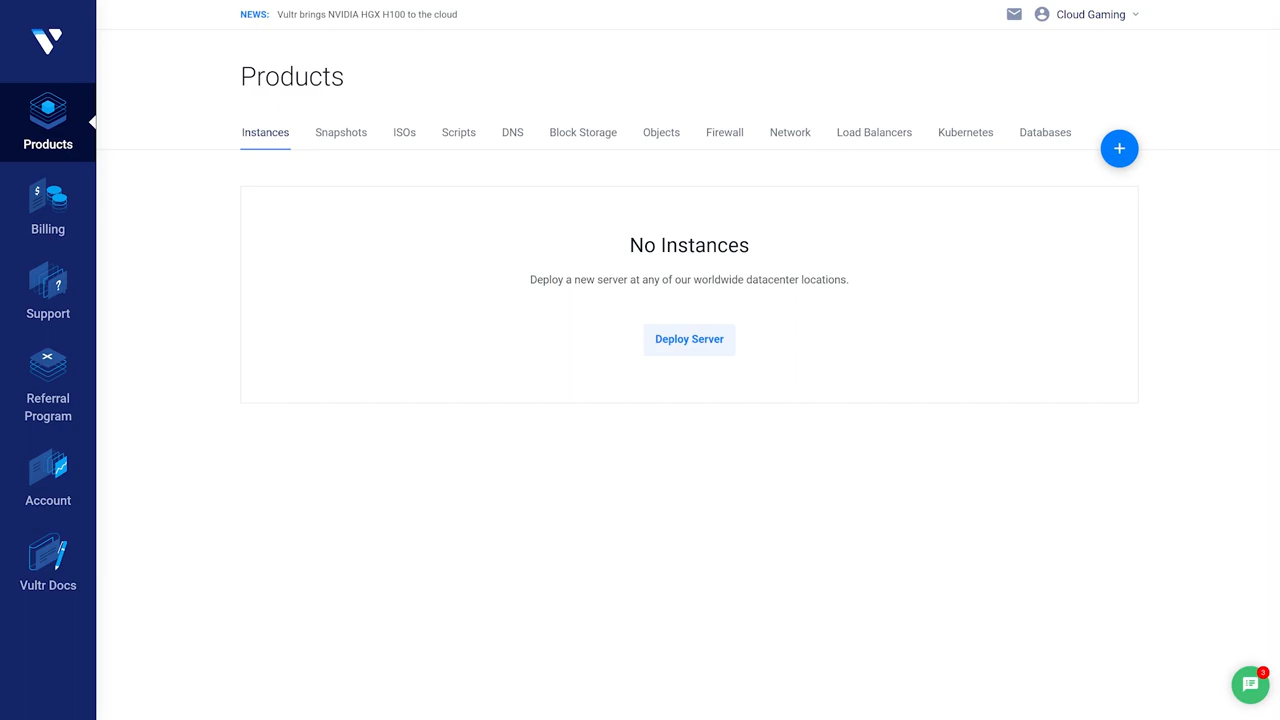 NEWS: Vultr brings NVIDIA HGX H100 to the cloud
Cloud Gaming
Products
Billing
Support
Referral
Program
Account
Vultr Docs
Products
Instances Snapshots ISOs Scripts DNS Block Storage Objects Firewall Network Load Balancers Kubernetes Databases
+
No Instances
Deploy a new server at any of our worldwide datacenter locations.
Deploy Server
3